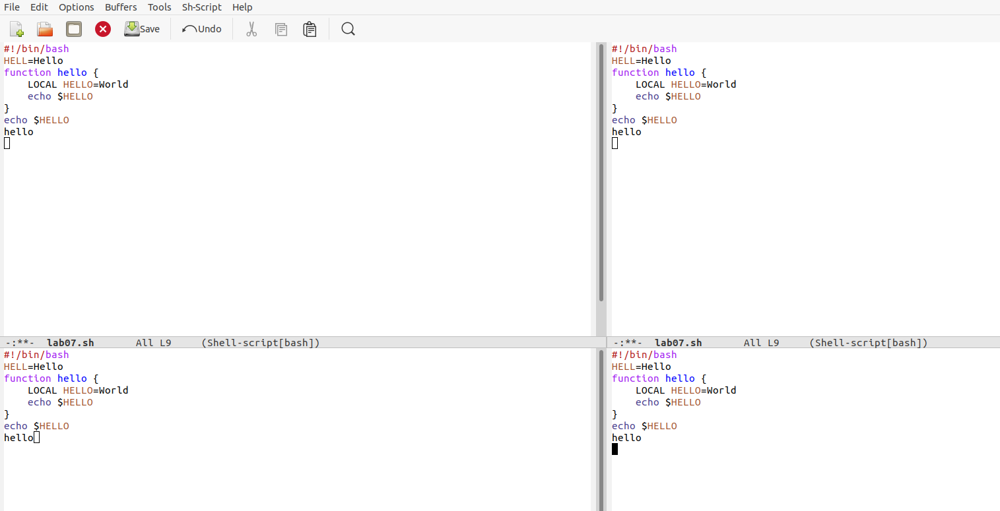 File Edit Options Buffers Tools Sh-Script Help
Save Undo
#!/bin/bash
HELL=Hello
function hello {
    LOCAL HELLO=World
    echo $HELLO
}
echo $HELLO
hello
-:**-  lab07.sh       All L9     (Shell-script[bash])
#!/bin/bash
HELL=Hello
function hello {
    LOCAL HELLO=World
    echo $HELLO
}
echo $HELLO
hello
-:**-  lab07.sh       All L9     (Shell-script[bash])
#!/bin/bash
HELL=Hello
function hello {
    LOCAL HELLO=World
    echo $HELLO
}
echo $HELLO
hello
#!/bin/bash
HELL=Hello
function hello {
    LOCAL HELLO=World
    echo $HELLO
}
echo $HELLO
hello